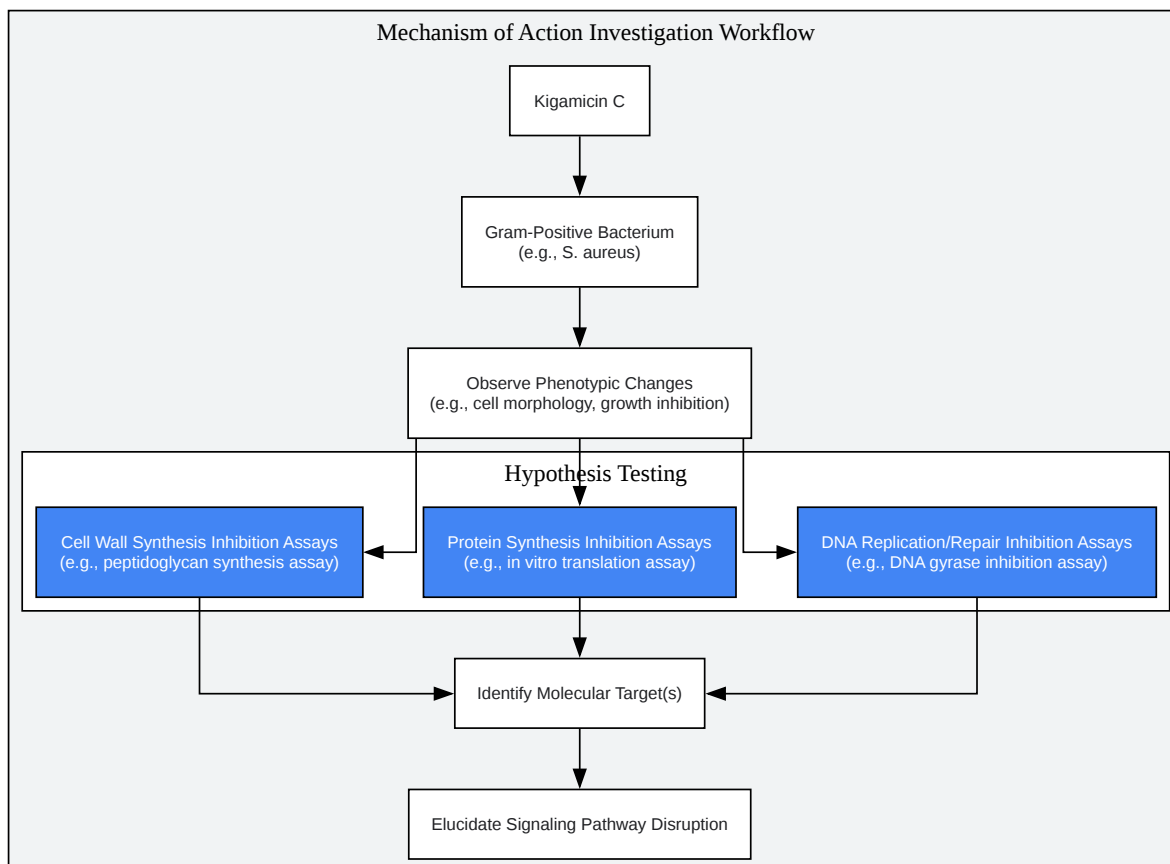 Mechanism of Action Investigation Workflow
Kigamicin C
Gram-Positive Bacterium
(e.g., S. aureus)
Observe Phenotypic Changes
(e.g., cell morphology, growth inhibition)
Hypothesis Testing
Cell Wall Synthesis Inhibition Assays
(e.g., peptidoglycan synthesis assay)
Protein Synthesis Inhibition Assays
(e.g., in vitro translation assay)
DNA Replication/Repair Inhibition Assays
(e.g., DNA gyrase inhibition assay)
Identify Molecular Target(s)
Elucidate Signaling Pathway Disruption